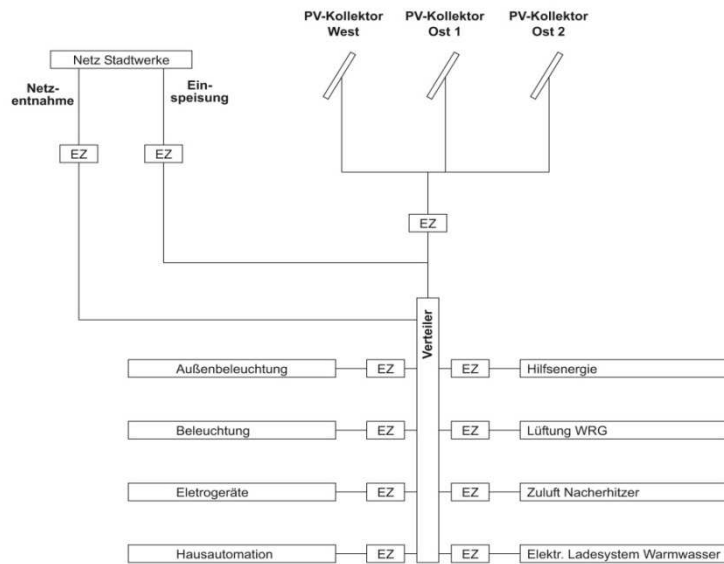 PV-Kollektor
West
PV-Kollektor
Ost 1
PV-Kollektor
Ost 2
Netz Stadtwerke
Netz-
entnahme
Ein-
speisung
EZ
EZ
EZ
Verteiler
Außenbeleuchtung
EZ
EZ
Hilfsenergie
Beleuchtung
EZ
EZ
Lüftung WRG
Eletrogeräte
EZ
EZ
Zuluft Nacherhitzer
Hausautomation
EZ
EZ
Elektr. Ladesystem Warmwasser